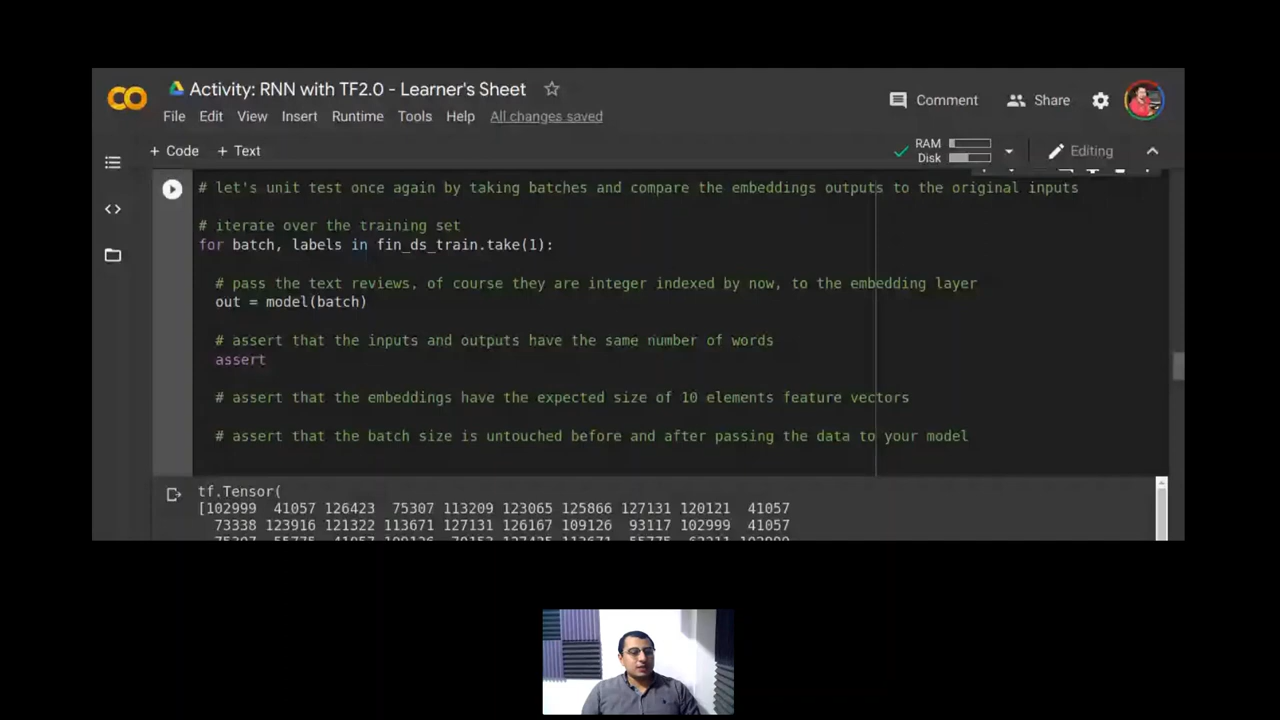 Activity: RNN with TF2.0 - Learner's Sheet
Comment
Share
File Edit View Insert Runtime Tools Help All changes saved
+ Code + Text
RAM
Disk
Editing
# let's unit test once again by taking batches and compare the embeddings outputs to the original inputs
# iterate over the training set
for batch, labels in fin_ds_train.take(1):
# pass the text reviews, of course they are integer indexed by now, to the embedding layer
out = model(batch)
# assert that the inputs and outputs have the same number of words
assert
# assert that the embeddings have the expected size of 10 elements feature vectors
# assert that the batch size is untouched before and after passing the data to your model
tf.Tensor(
[102999 41057 126423 75307 113209 123065 125866 127131 120121 41057
73338 123916 121322 113671 127131 126167 109126 93117 102999 41057